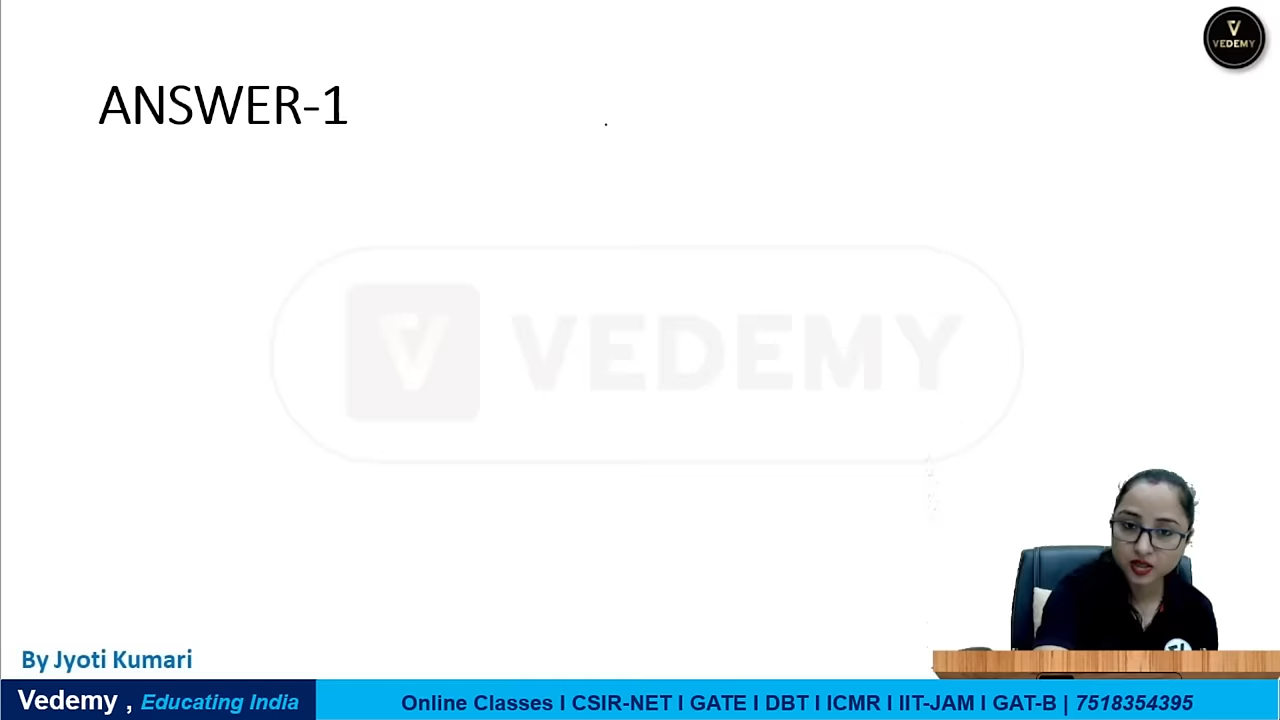 VEDEMY
ANSWER-1
VEDEMY
By Jyoti Kumari
Vedemy , Educating India
Online Classes I CSIR-NET I GATE I DBT I ICMR I IIT-JAM I GAT-B | 7518354395